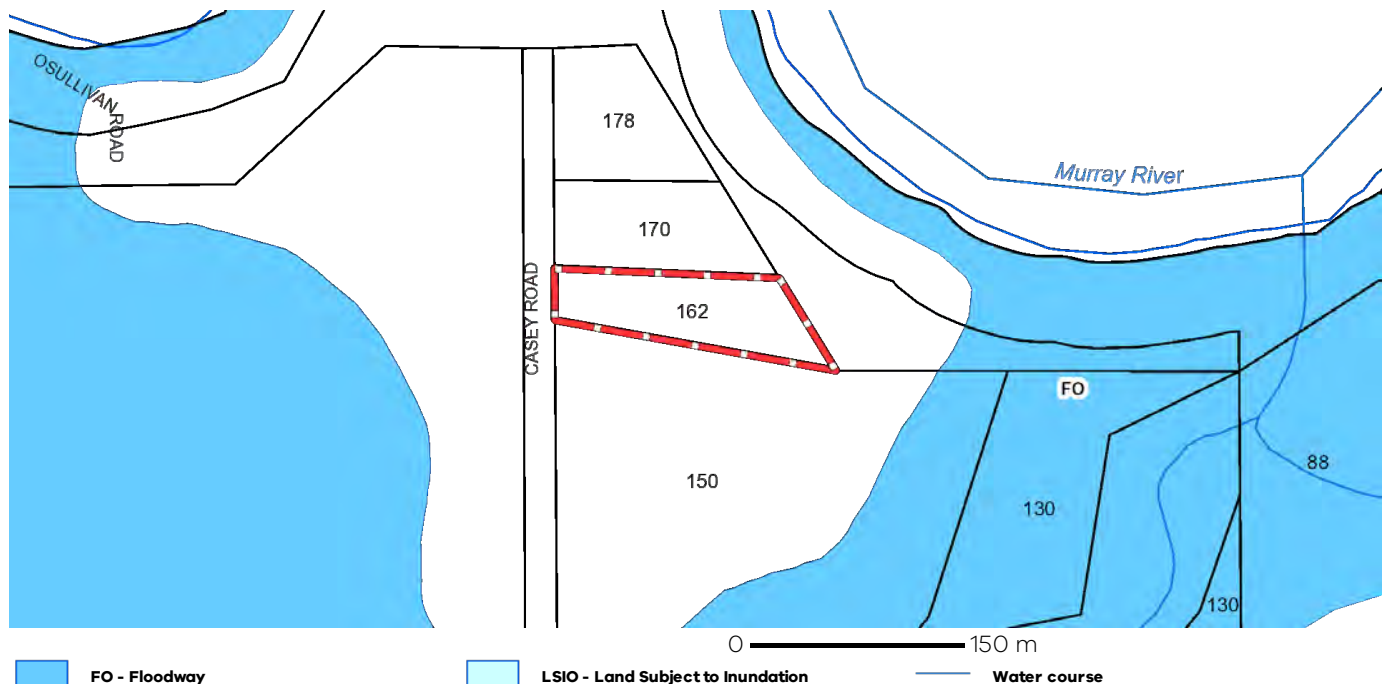 OSULLIVAN
ROAD
178
Murray River
170
CASEY ROAD
162
FO
150
88
130
130
0 150 m
FO - Floodway
LSIO - Land Subject to Inundation
Water course